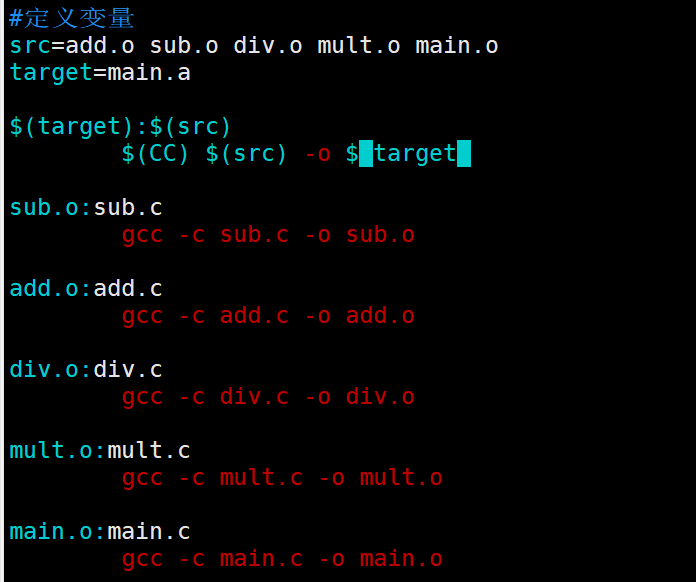 #定义变量
src=add.o sub.o div.o mult.o main.o
target=main.a
$(target):$(src)
$(CC) $(src) -o $(target)
sub.o:sub.c
gcc -c sub.c -o sub.o
add.o:add.c
gcc -c add.c -o add.o
div.o:div.c
gcc -c div.c -o div.o
mult.o:mult.c
gcc -c mult.c -o mult.o
main.o:main.c
gcc -c main.c -o main.o